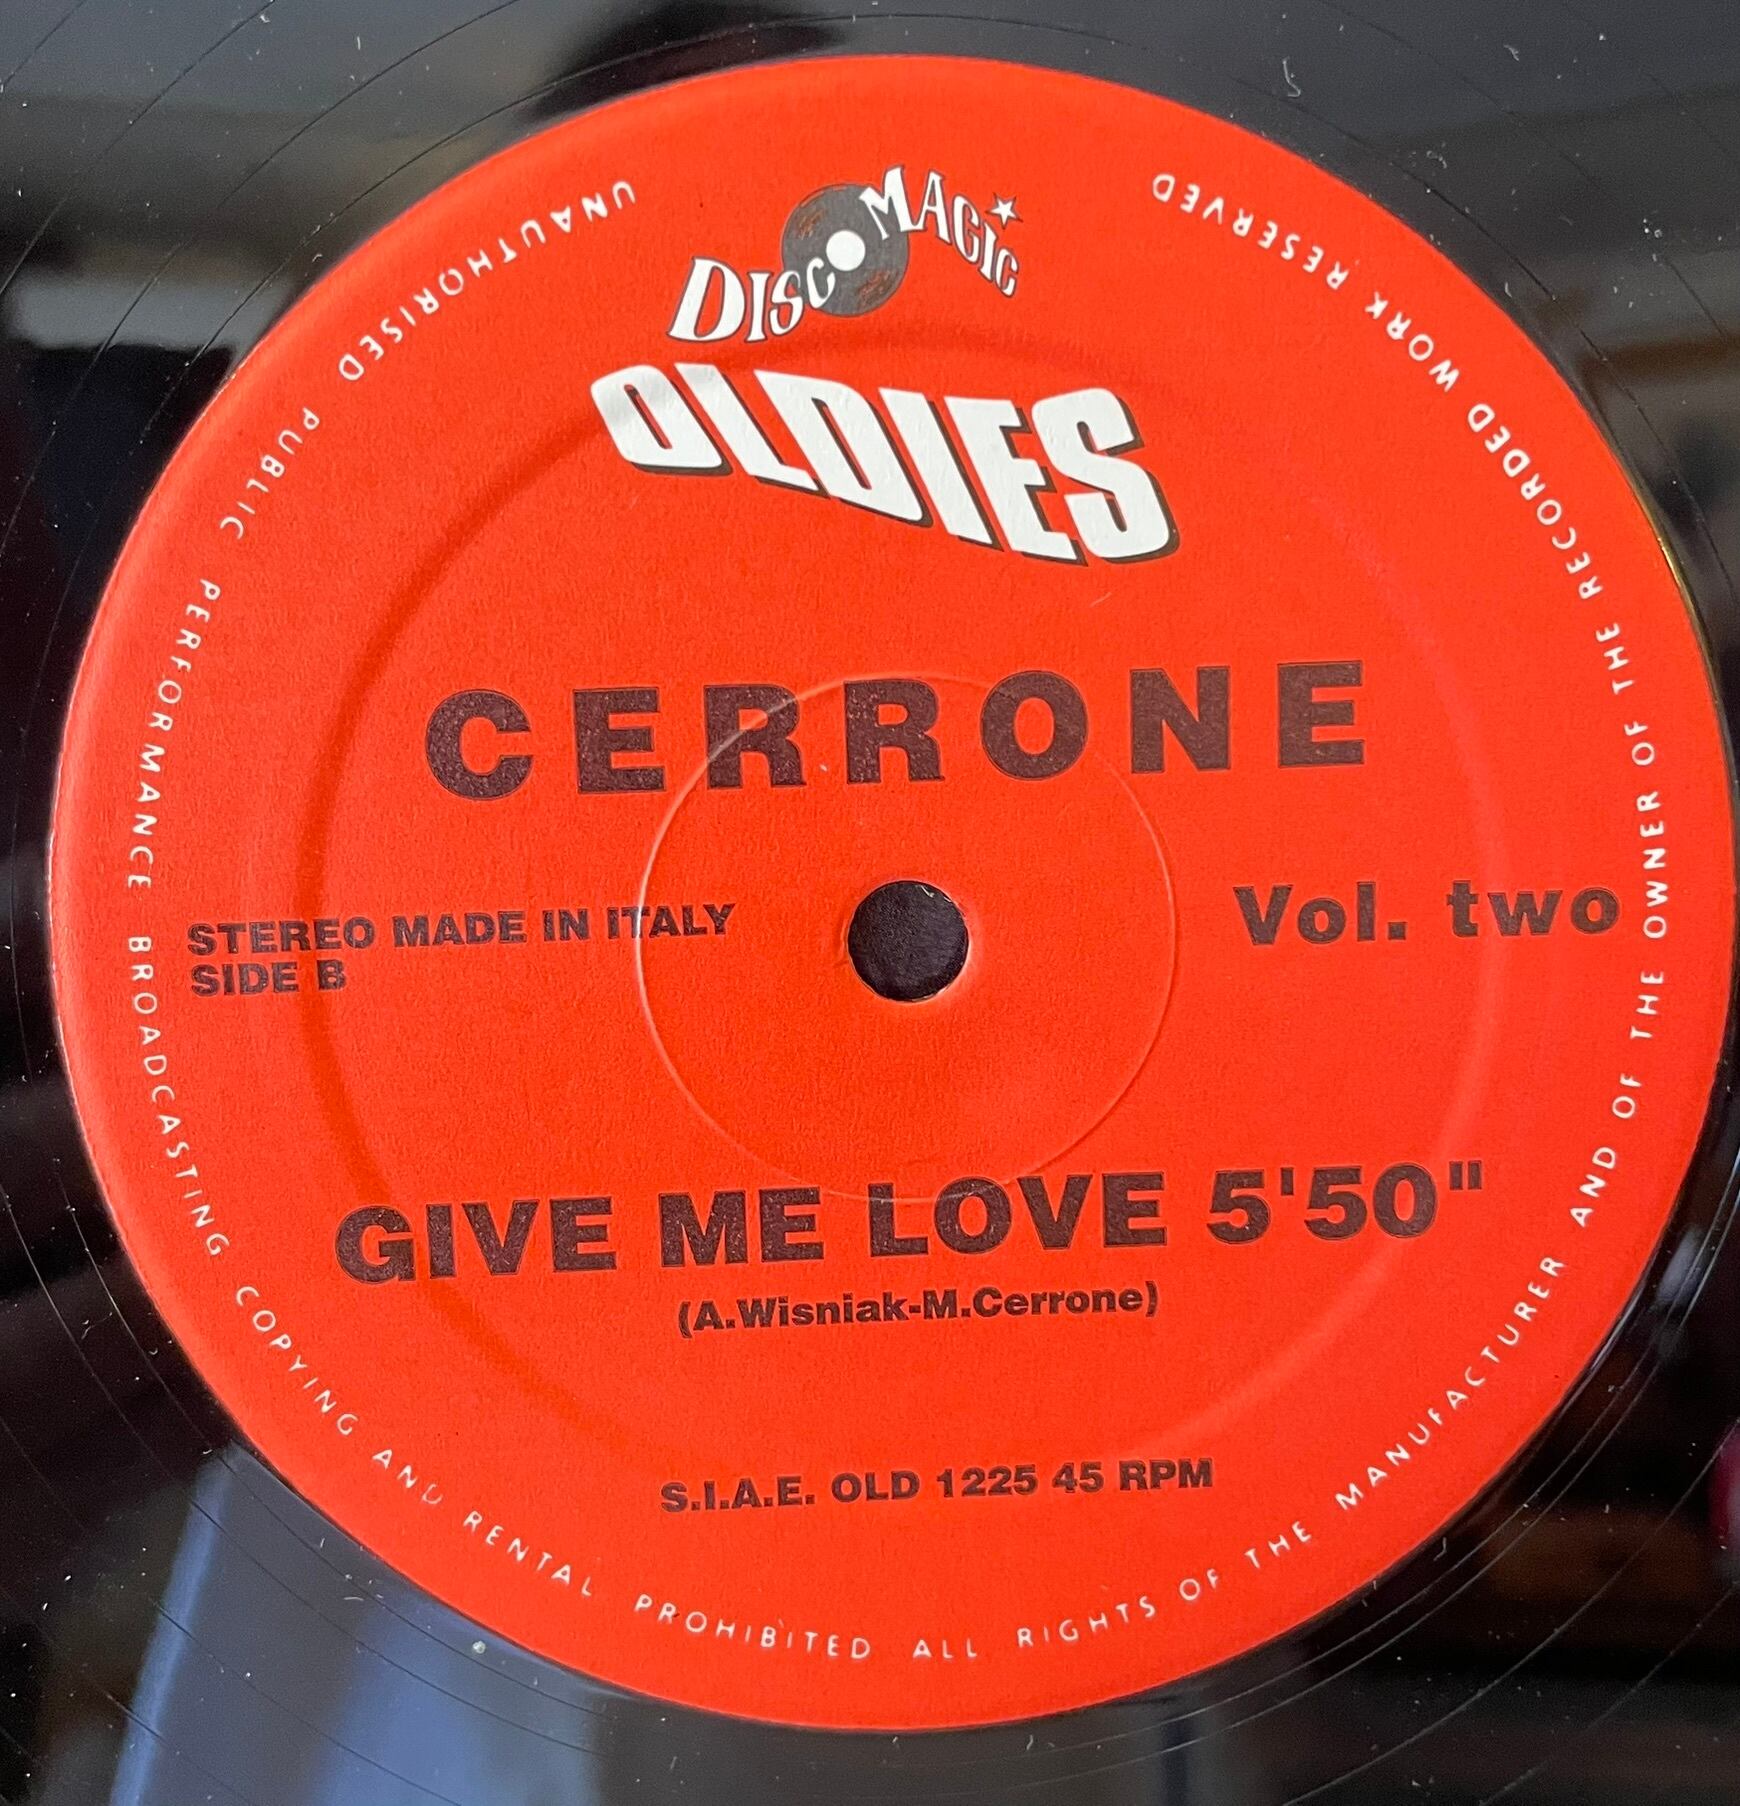 DISCO MAGIC
OLDIES
CERRONE
STEREO MADE IN ITALY
SIDE B
Vol. two
GIVE ME LOVE 5'50"
(A.Wisniak-M.Cerrone)
S.I.A.E. OLD 1225 45 RPM
UNAUTHORISED PUBLIC PERFORMANCE BROADCASTING COPYING AND RENTAL PROHIBITED ALL RIGHTS OF THE MANUFACTURER AND OF THE OWNER OF THE RECORDED WORK RESERVED